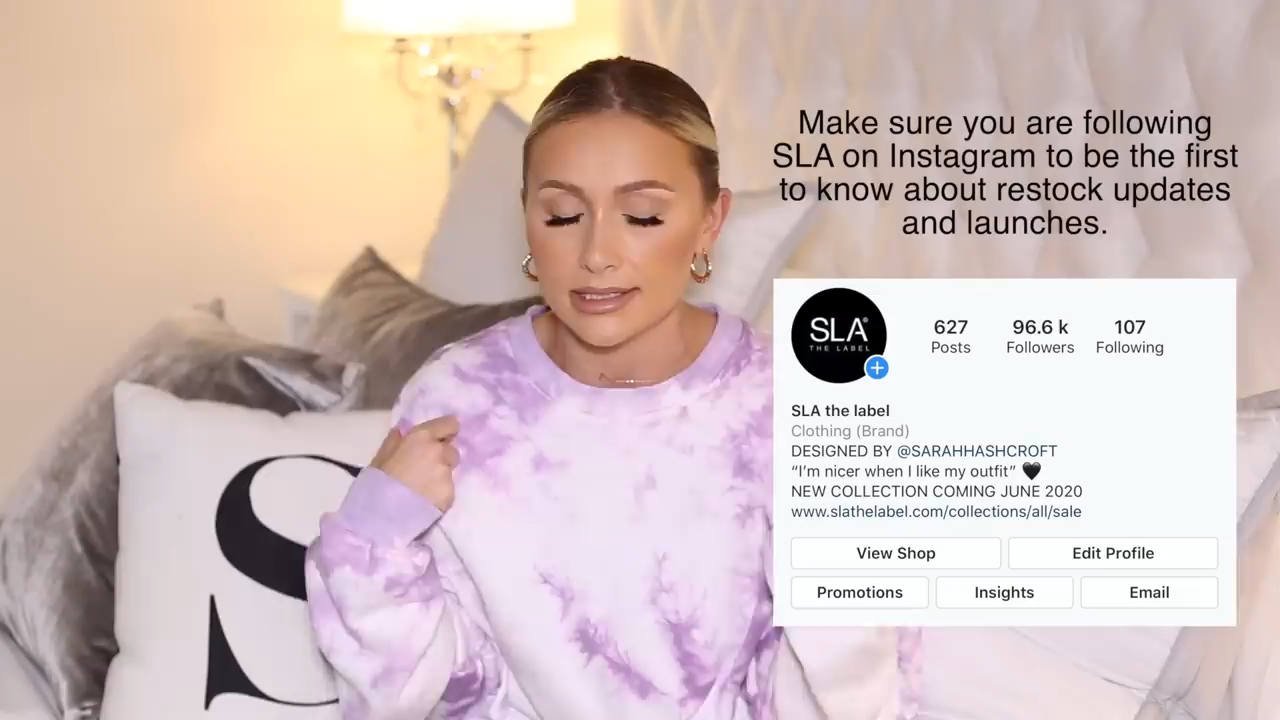 Make sure you are following
SLA on Instagram to be the first
to know about restock updates
and launches.
SLA®
THE LABEL
627
Posts
96.6 k
Followers
107
Following
SLA the label
Clothing (Brand)
DESIGNED BY @SARAHHASHCROFT
“I’m nicer when I like my outfit” 🖤
NEW COLLECTION COMING JUNE 2020
www.slathelabel.com/collections/all/sale
View Shop
Edit Profile
Promotions
Insights
Email
S